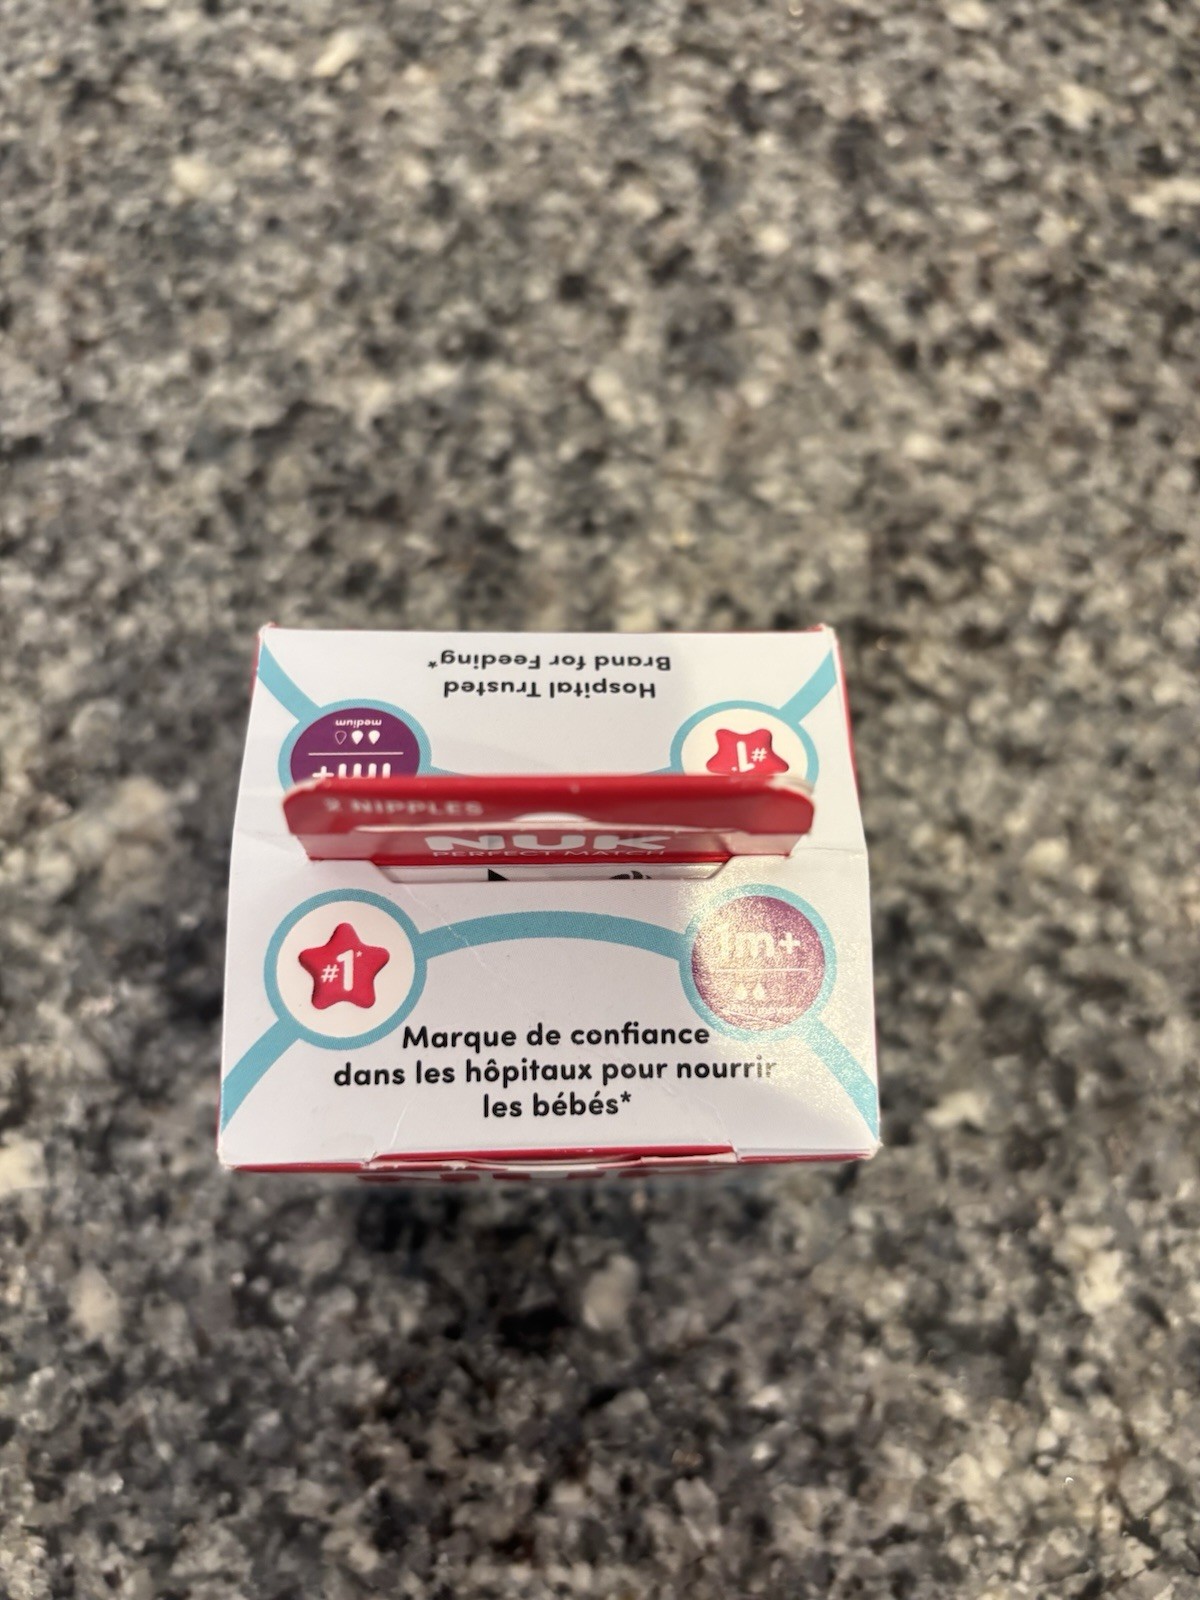 Hospital Trusted
Brand for Feeding*
medium
1m+
#1
2 NIPPLES
NUK
PERFECT MATCH
#1*
1m+
Marque de confiance
dans les hôpitaux pour nourrir
les bébés*